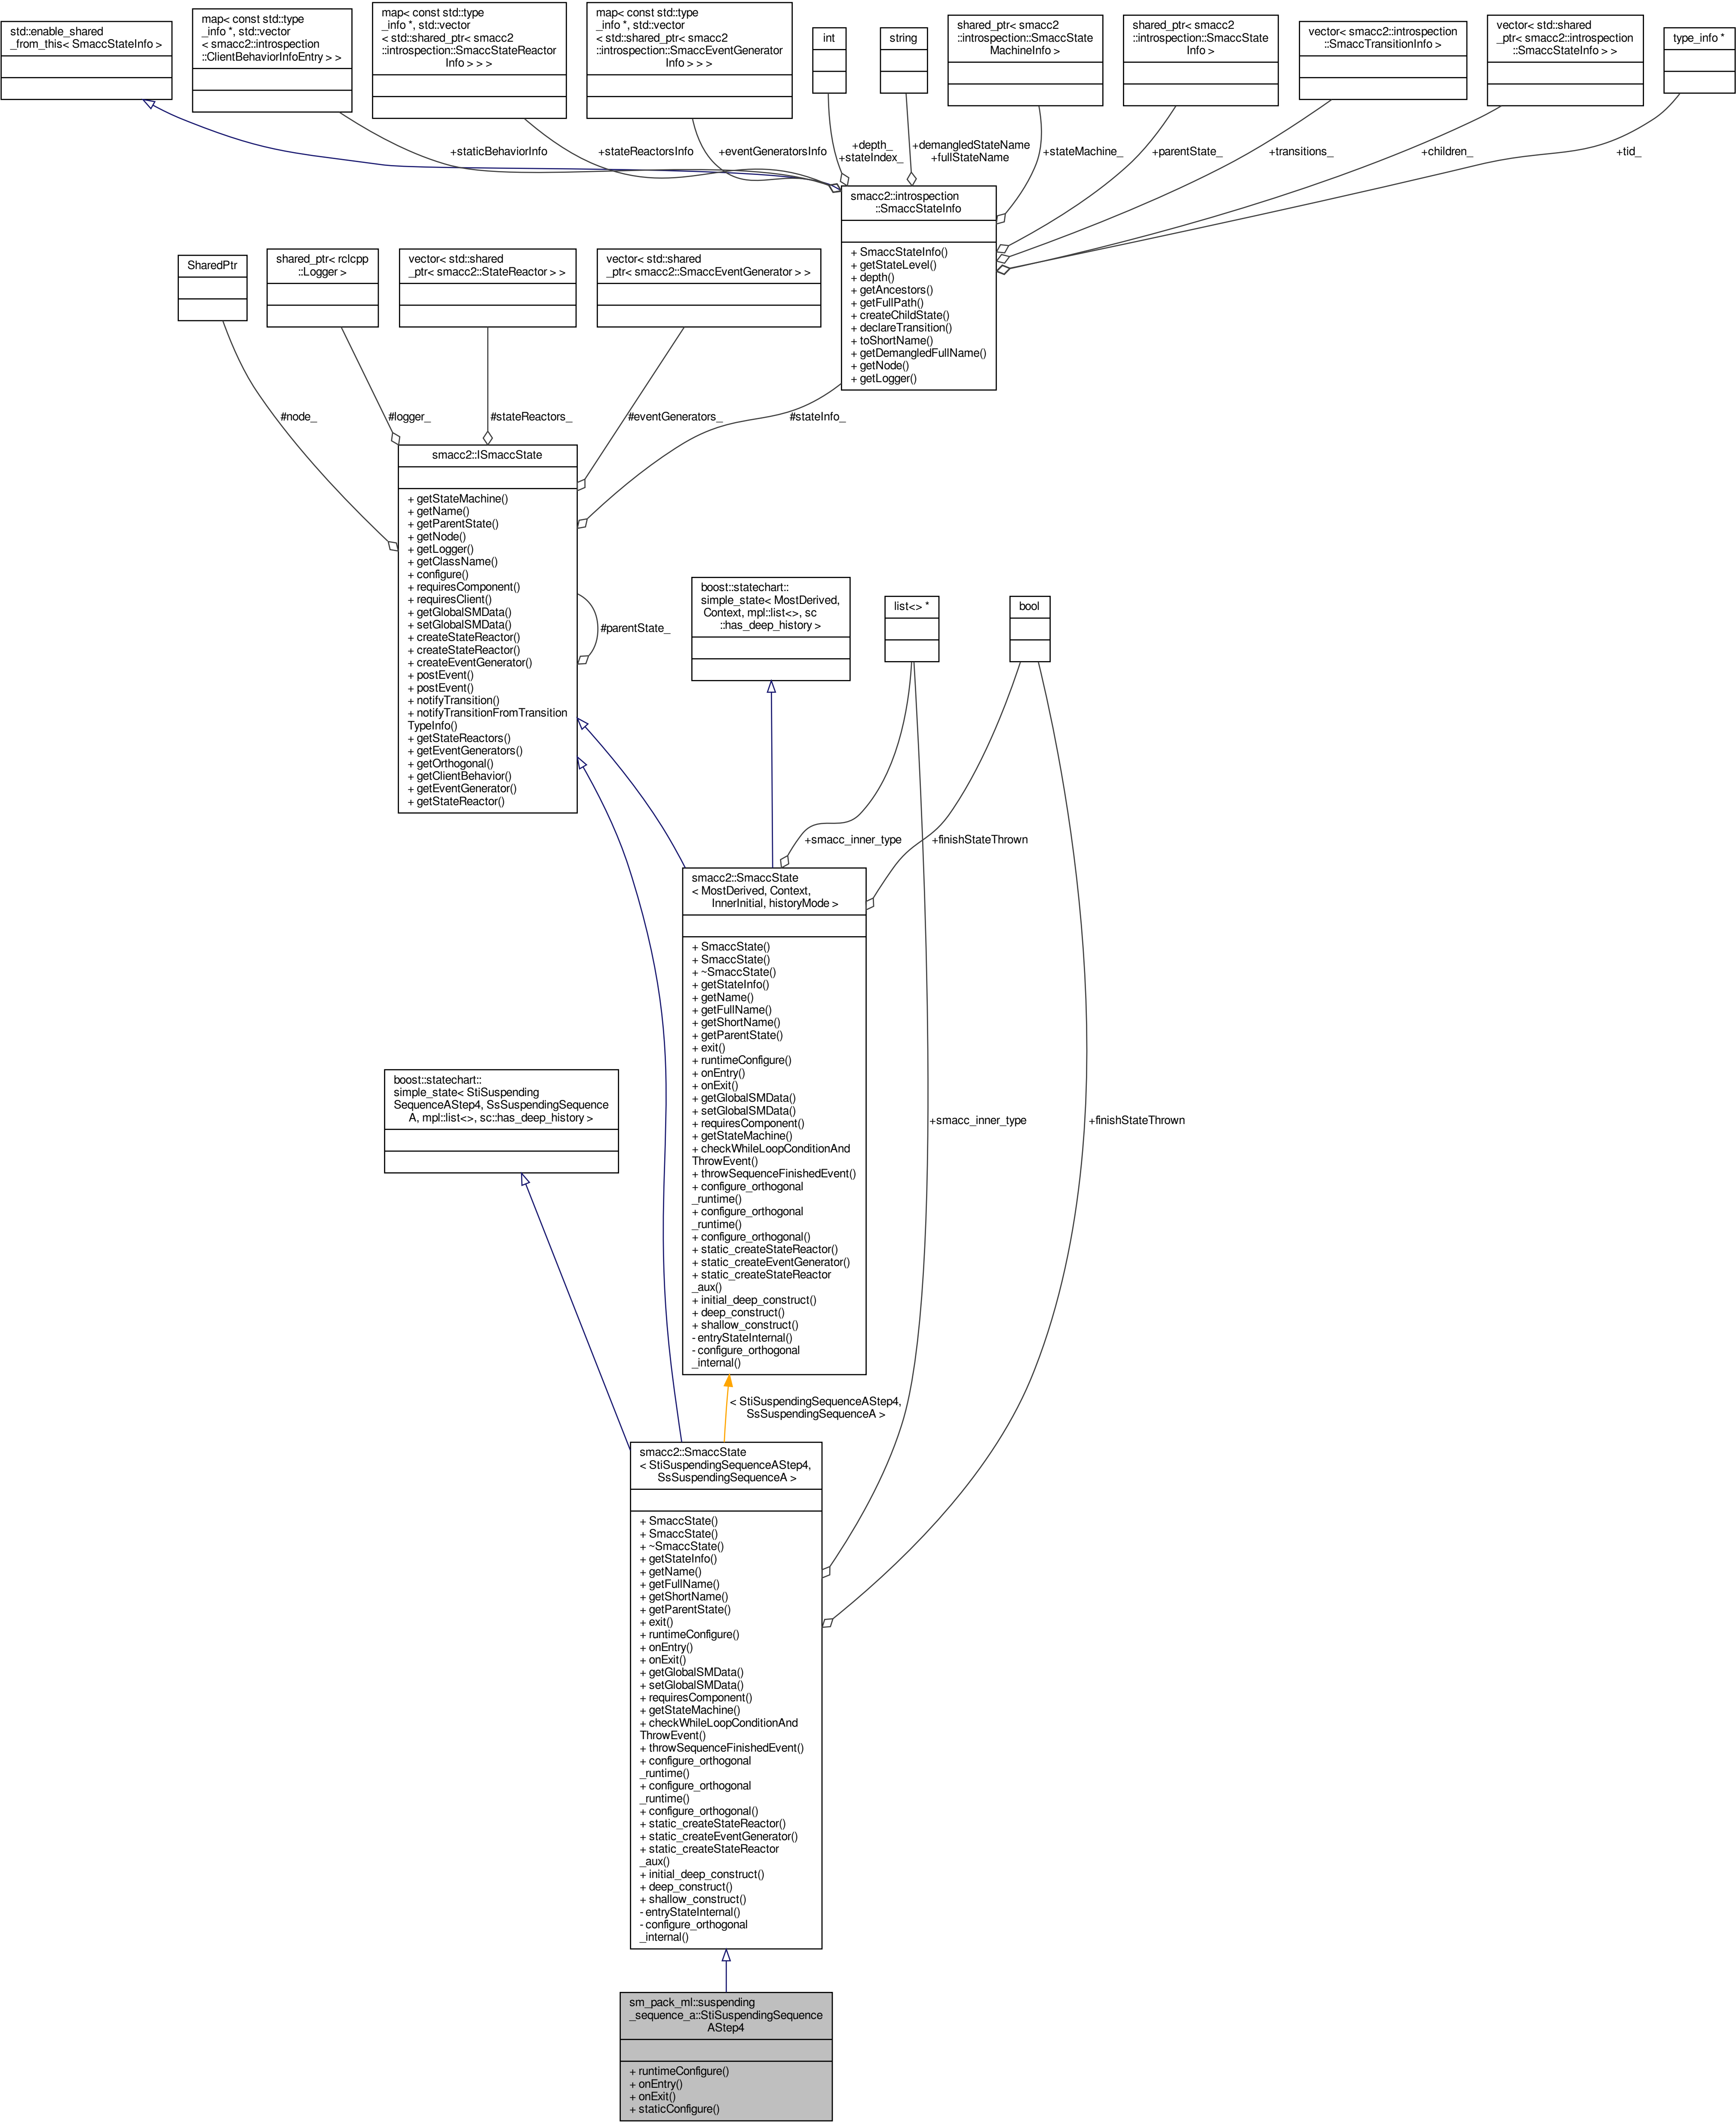 std::enable_shared
_from_this< SmaccStateInfo >
map< const std::type
_info *, std::vector
< smacc2::introspection
::ClientBehaviorInfoEntry > >
map< const std::type
_info *, std::vector
< std::shared_ptr< smacc2
::introspection::SmaccStateReactor
Info > > >
map< const std::type
_info *, std::vector
< std::shared_ptr< smacc2
::introspection::SmaccEventGenerator
Info > > >
int
string
shared_ptr< smacc2
::introspection::SmaccState
MachineInfo >
shared_ptr< smacc2
::introspection::SmaccState
Info >
vector< smacc2::introspection
::SmaccTransitionInfo >
vector< std::shared
_ptr< smacc2::introspection
::SmaccStateInfo > >
type_info *
+staticBehaviorInfo
+stateReactorsInfo
+eventGeneratorsInfo
+depth_
+stateIndex_
+demangledStateName
+fullStateName
+stateMachine_
+parentState_
+transitions_
+children_
+tid_
smacc2::introspection
::SmaccStateInfo
+ SmaccStateInfo()
+ getStateLevel()
+ depth()
+ getAncestors()
+ getFullPath()
+ createChildState()
+ declareTransition()
+ toShortName()
+ getDemangledFullName()
+ getNode()
+ getLogger()
SharedPtr
shared_ptr< rclcpp
::Logger >
vector< std::shared
_ptr< smacc2::StateReactor > >
vector< std::shared
_ptr< smacc2::SmaccEventGenerator > >
#node_
#logger_
#stateReactors_
#eventGenerators_
#stateInfo_
smacc2::ISmaccState
+ getStateMachine()
+ getName()
+ getParentState()
+ getNode()
+ getLogger()
+ getClassName()
+ configure()
+ requiresComponent()
+ requiresClient()
+ getGlobalSMData()
+ setGlobalSMData()
+ createStateReactor()
+ createStateReactor()
+ createEventGenerator()
+ postEvent()
+ postEvent()
+ notifyTransition()
+ notifyTransitionFromTransition
TypeInfo()
+ getStateReactors()
+ getEventGenerators()
+ getOrthogonal()
+ getClientBehavior()
+ getEventGenerator()
+ getStateReactor()
#parentState_
boost::statechart::
simple_state< MostDerived,
Context, mpl::list<>, sc
::has_deep_history >
list<> *
bool
+smacc_inner_type
+finishStateThrown
smacc2::SmaccState
< MostDerived, Context,
InnerInitial, historyMode >
+ SmaccState()
+ SmaccState()
+ ~SmaccState()
+ getStateInfo()
+ getName()
+ getFullName()
+ getShortName()
+ getParentState()
+ exit()
+ runtimeConfigure()
+ onEntry()
+ onExit()
+ getGlobalSMData()
+ setGlobalSMData()
+ requiresComponent()
+ getStateMachine()
+ checkWhileLoopConditionAnd
ThrowEvent()
+ throwSequenceFinishedEvent()
+ configure_orthogonal
_runtime()
+ configure_orthogonal
_runtime()
+ configure_orthogonal()
+ static_createStateReactor()
+ static_createEventGenerator()
+ static_createStateReactor
_aux()
+ initial_deep_construct()
+ deep_construct()
+ shallow_construct()
- entryStateInternal()
- configure_orthogonal
_internal()
boost::statechart::
simple_state< StiSuspending
SequenceAStep4, SsSuspendingSequence
A, mpl::list<>, sc::has_deep_history >
+smacc_inner_type
+finishStateThrown
< StiSuspendingSequenceAStep4,
SsSuspendingSequenceA >
smacc2::SmaccState
< StiSuspendingSequenceAStep4,
SsSuspendingSequenceA >
+ SmaccState()
+ SmaccState()
+ ~SmaccState()
+ getStateInfo()
+ getName()
+ getFullName()
+ getShortName()
+ getParentState()
+ exit()
+ runtimeConfigure()
+ onEntry()
+ onExit()
+ getGlobalSMData()
+ setGlobalSMData()
+ requiresComponent()
+ getStateMachine()
+ checkWhileLoopConditionAnd
ThrowEvent()
+ throwSequenceFinishedEvent()
+ configure_orthogonal
_runtime()
+ configure_orthogonal
_runtime()
+ configure_orthogonal()
+ static_createStateReactor()
+ static_createEventGenerator()
+ static_createStateReactor
_aux()
+ initial_deep_construct()
+ deep_construct()
+ shallow_construct()
- entryStateInternal()
- configure_orthogonal
_internal()
sm_pack_ml::suspending
_sequence_a::StiSuspendingSequence
AStep4
+ runtimeConfigure()
+ onEntry()
+ onExit()
+ staticConfigure()